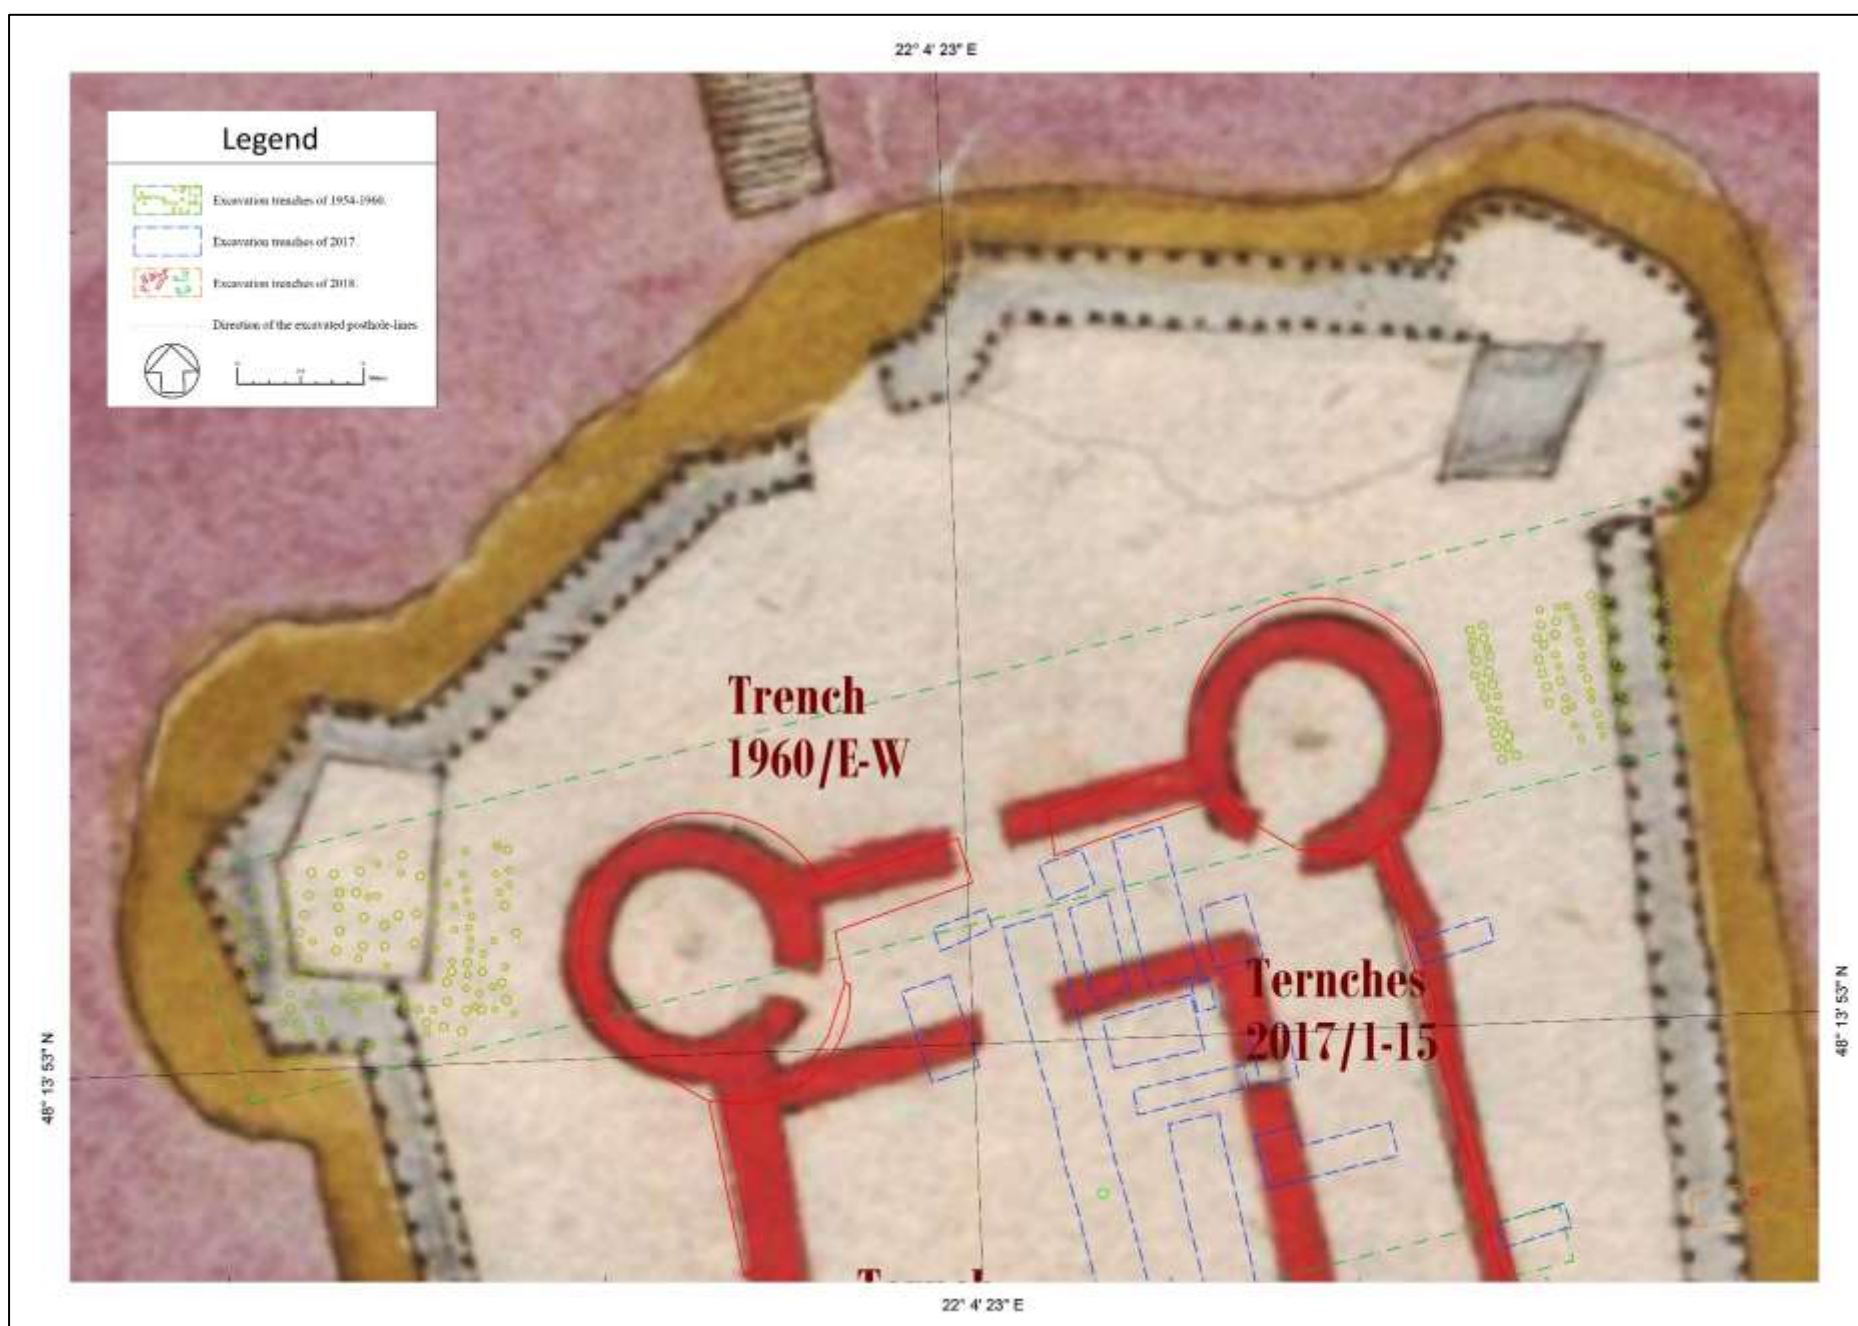 22° 4' 23" E
Legend
Excavation trenches of 1954-1960.
Excavation trenches of 2017.
Excavation trenches of 2018.
Direction of the excavated posthole-lines
Trench
1960/E-W
Ternches
2017/1-15
48° 13' 53" N
48° 13' 53" N
22° 4' 23" E